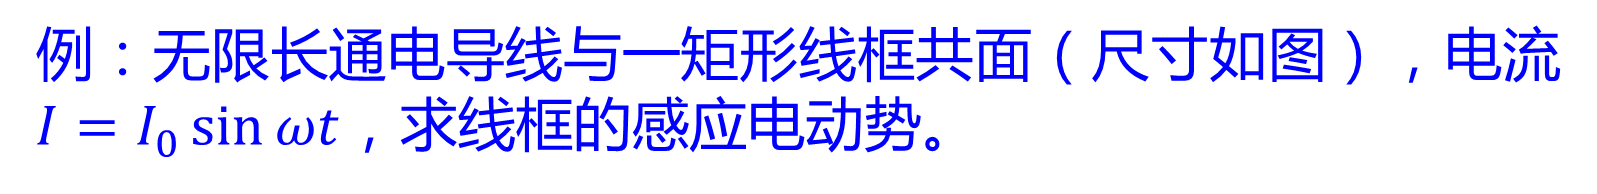 例：无限长通电导线与一矩形线框共面（尺寸如图），电流
I = I₀ sin ωt，求线框的感应电动势。